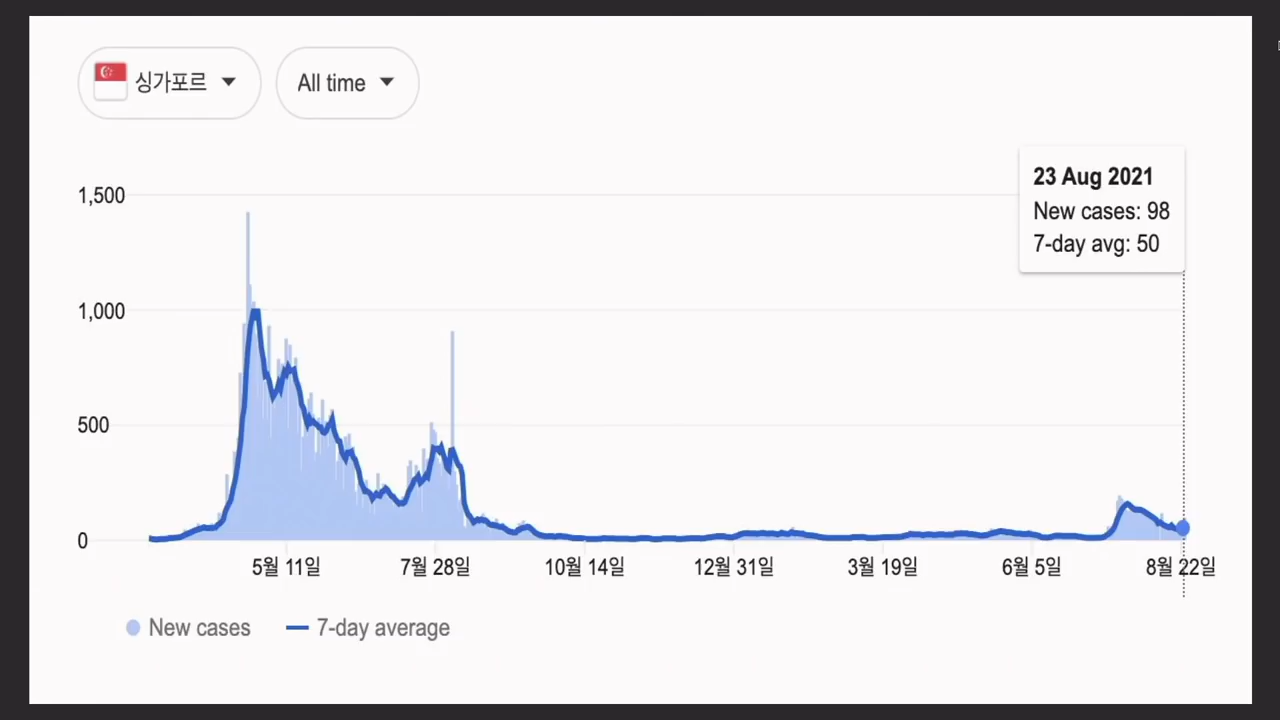 싱가포르
All time
23 Aug 2021
New cases: 98
7-day avg: 50
1,500
1,000
500
0
5월 11일
7월 28일
10월 14일
12월 31일
3월 19일
6월 5일
8월 22일
New cases
7-day average